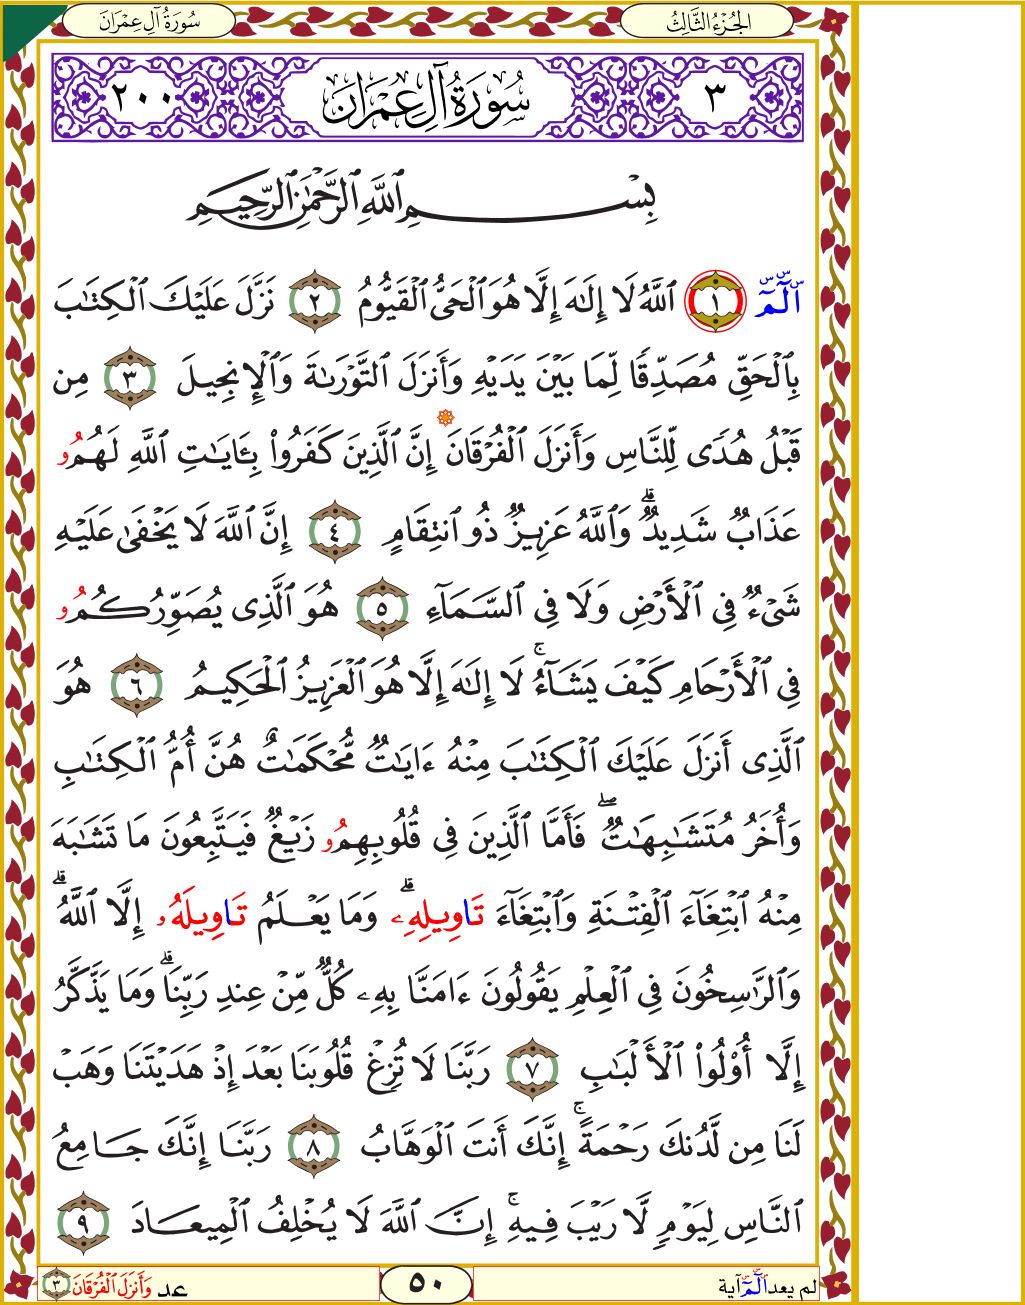 الجُزْءُ الثَّالِثُ
سُورَةُ آلِ عِمْرَانَ
٣ سُورَةُ آلِ عِمْرَانَ ٢٠٠
بِسْمِ ٱللَّهِ ٱلرَّحْمَٰنِ ٱلرَّحِيمِ
الٓمٓ ١ ٱللَّهُ لَا إِلَٰهَ إِلَّا هُوَ ٱلْحَىُّ ٱلْقَيُّومُ ٢ نَزَّلَ عَلَيْكَ ٱلْكِتَٰبَ
بِٱلْحَقِّ مُصَدِّقًا لِّمَا بَيْنَ يَدَيْهِ وَأَنزَلَ ٱلتَّوْرَىٰةَ وَٱلْإِنجِيلَ ٣ مِن
قَبْلُ هُدًى لِّلنَّاسِ وَأَنزَلَ ٱلْفُرْقَانَ إِنَّ ٱلَّذِينَ كَفَرُوا۟ بِـَٔايَٰتِ ٱللَّهِ لَهُمُۥ
عَذَابٌ شَدِيدٌ ۗ وَٱللَّهُ عَزِيزٌ ذُو ٱنتِقَامٍ ٤ إِنَّ ٱللَّهَ لَا يَخْفَىٰ عَلَيْهِ
شَىْءٌ فِى ٱلْأَرْضِ وَلَا فِى ٱلسَّمَآءِ ٥ هُوَ ٱلَّذِى يُصَوِّرُكُمُۥ
فِى ٱلْأَرْحَامِ كَيْفَ يَشَآءُ ۚ لَا إِلَٰهَ إِلَّا هُوَ ٱلْعَزِيزُ ٱلْحَكِيمُ ٦ هُوَ
ٱلَّذِى أَنزَلَ عَلَيْكَ ٱلْكِتَٰبَ مِنْهُ ءَايَٰتٌ مُّحْكَمَٰتٌ هُنَّ أُمُّ ٱلْكِتَٰبِ
وَأُخَرُ مُتَشَٰبِهَٰتٌ ۖ فَأَمَّا ٱلَّذِينَ فِى قُلُوبِهِمُۥ زَيْغٌ فَيَتَّبِعُونَ مَا تَشَٰبَهَ
مِنْهُ ٱبْتِغَآءَ ٱلْفِتْنَةِ وَٱبْتِغَآءَ تَاوِيلِهِۦ ۗ وَمَا يَعْلَمُ تَاوِيلَهُۥ إِلَّا ٱللَّهُ ۗ
وَٱلرَّٰسِخُونَ فِى ٱلْعِلْمِ يَقُولُونَ ءَامَنَّا بِهِۦ كُلٌّ مِّنْ عِندِ رَبِّنَا ۗ وَمَا يَذَّكَّرُ
إِلَّا أُو۟لُوا۟ ٱلْأَلْبَٰبِ ٧ رَبَّنَا لَا تُزِغْ قُلُوبَنَا بَعْدَ إِذْ هَدَيْتَنَا وَهَبْ
لَنَا مِن لَّدُنكَ رَحْمَةً ۚ إِنَّكَ أَنتَ ٱلْوَهَّابُ ٨ رَبَّنَا إِنَّكَ جَامِعُ
ٱلنَّاسِ لِيَوْمٍ لَّا رَيْبَ فِيهِ ۚ إِنَّ ٱللَّهَ لَا يُخْلِفُ ٱلْمِيعَادَ ٩
لم يعد الٓمٓ آية
٥٠
عد وَأَنزَلَ ٱلْفُرْقَانَ ٣